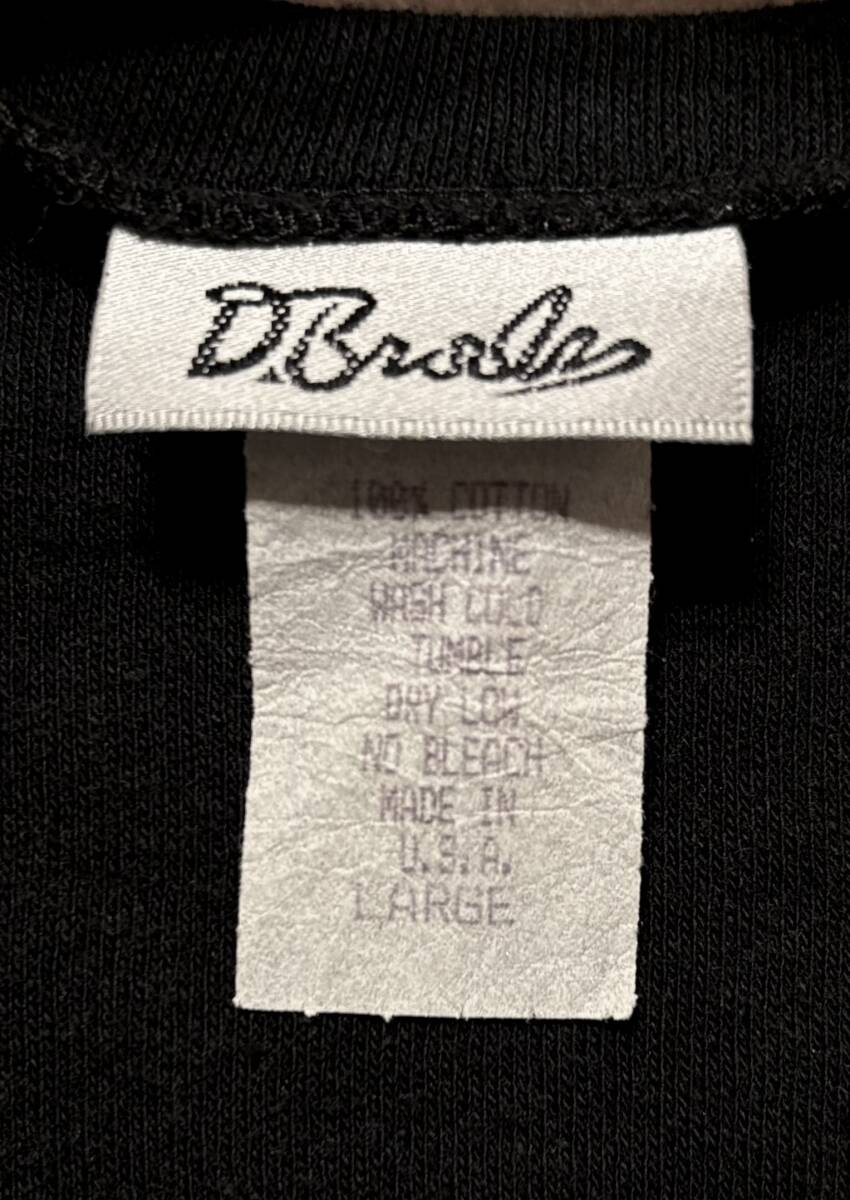 D.Brooks
100% COTTON
MACHINE
WASH COLD
TUMBLE
DRY LOW
NO BLEACH
MADE IN
U.S.A.
LARGE